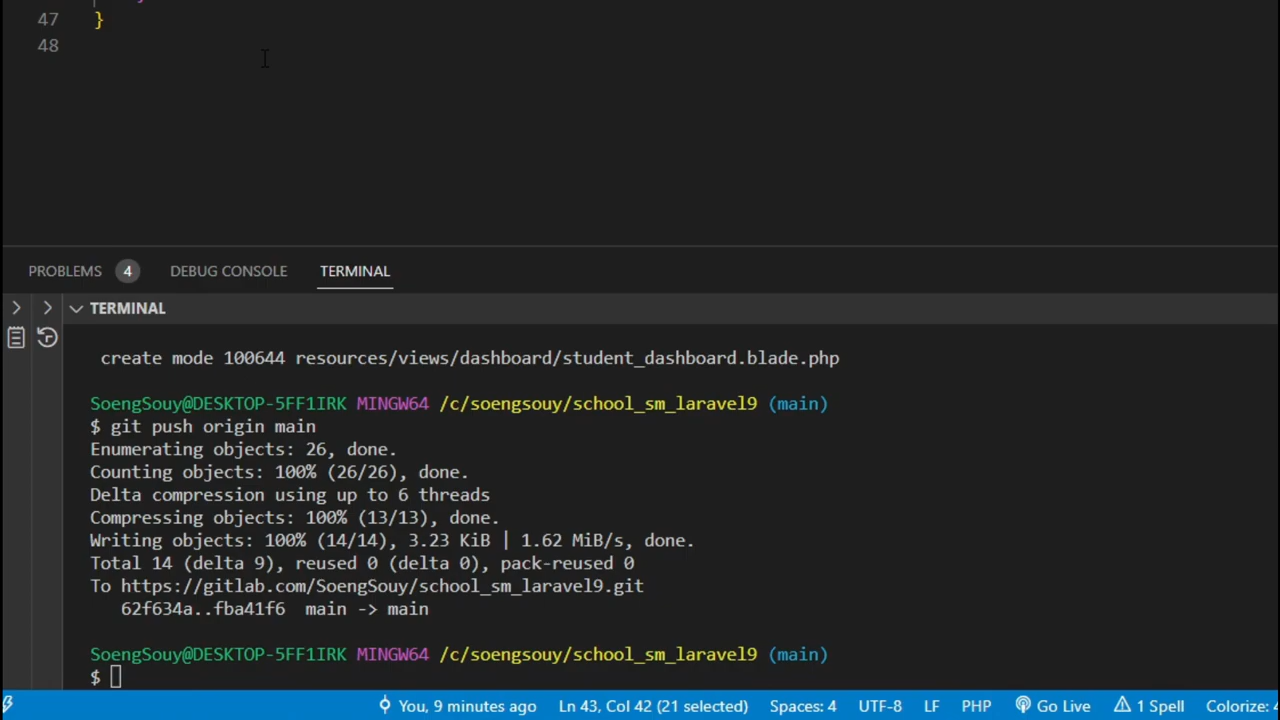 47 }
48
PROBLEMS 4 DEBUG CONSOLE TERMINAL
TERMINAL
create mode 100644 resources/views/dashboard/student_dashboard.blade.php
SoengSouy@DESKTOP-5FF1IRK MINGW64 /c/soengsouy/school_sm_laravel9 (main)
$ git push origin main
Enumerating objects: 26, done.
Counting objects: 100% (26/26), done.
Delta compression using up to 6 threads
Compressing objects: 100% (13/13), done.
Writing objects: 100% (14/14), 3.23 KiB | 1.62 MiB/s, done.
Total 14 (delta 9), reused 0 (delta 0), pack-reused 0
To https://gitlab.com/SoengSouy/school_sm_laravel9.git
62f634a..fba41f6  main -> main
SoengSouy@DESKTOP-5FF1IRK MINGW64 /c/soengsouy/school_sm_laravel9 (main)
$
You, 9 minutes ago Ln 43, Col 42 (21 selected) Spaces: 4 UTF-8 LF PHP Go Live 1 Spell Colorize: